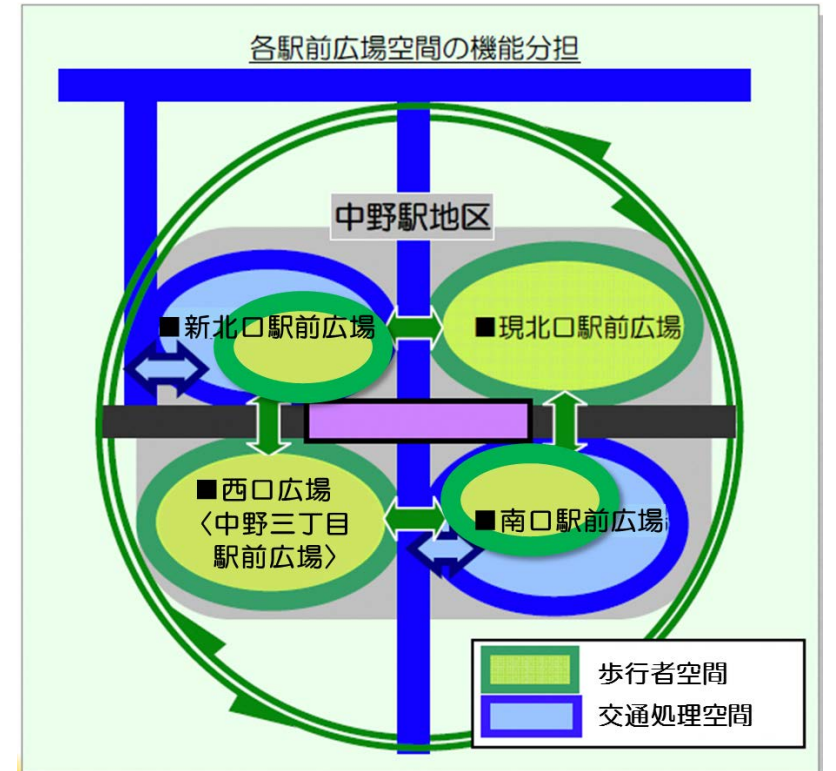 各駅前広場空間の機能分担
中野駅地区
■新北口駅前広場
■現北口駅前広場
■西口広場
〈中野三丁目
駅前広場〉
■南口駅前広場
歩行者空間
交通処理空間